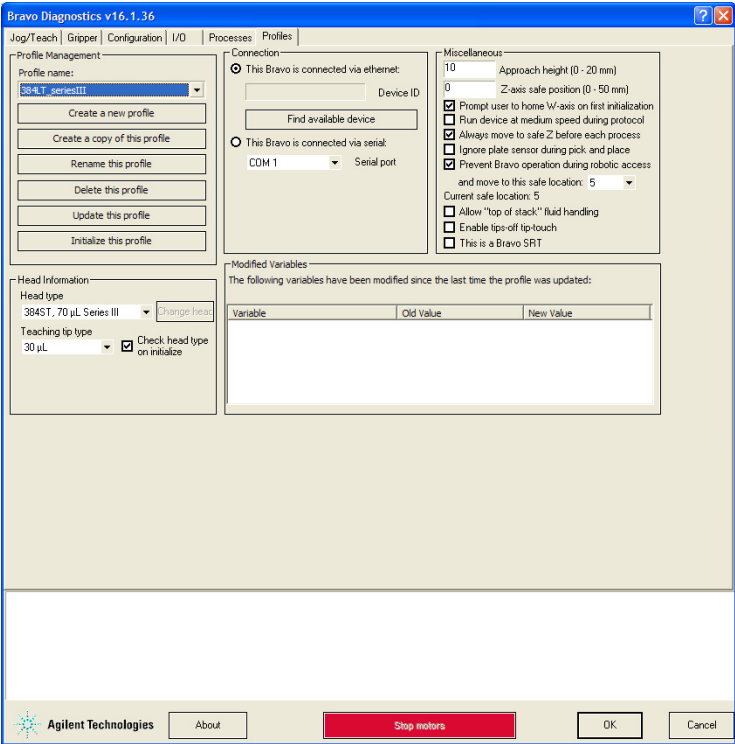 Bravo Diagnostics v16.1.36
Jog/Teach Gripper Configuration I/O Processes Profiles
Profile Management
Profile name:
384LT_seriesIII
Create a new profile
Create a copy of this profile
Rename this profile
Delete this profile
Update this profile
Initialize this profile
Connection
This Bravo is connected via ethernet:
Device ID
Find available device
This Bravo is connected via serial:
COM 1 Serial port
Miscellaneous
10 Approach height (0 - 20 mm)
0 Z-axis safe position (0 - 50 mm)
Prompt user to home W-axis on first initialization
Run device at medium speed during protocol
Always move to safe Z before each process
Ignore plate sensor during pick and place
Prevent Bravo operation during robotic access
and move to this safe location: 5
Current safe location: 5
Allow "top of stack" fluid handling
Enable tips-off tip-touch
This is a Bravo SRT
Head Information
Head type
384ST, 70 µL Series III Change head
Teaching tip type
30 µL
Check head type
on initialize
Modified Variables
The following variables have been modified since the last time the profile was updated:
Variable Old Value New Value
Agilent Technologies About Stop motors OK Cancel